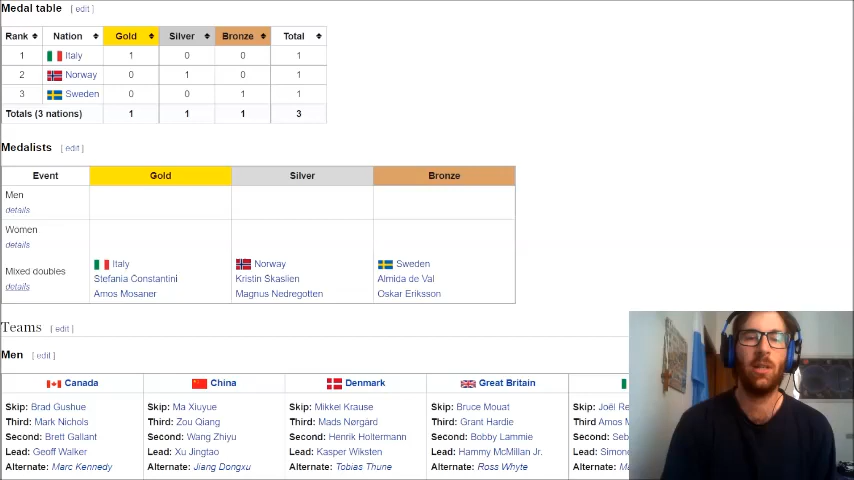 Medal table [ edit ]
Rank Nation Gold Silver Bronze Total
1 Italy 1 0 0 1
2 Norway 0 1 0 1
3 Sweden 0 0 1 1
Totals (3 nations) 1 1 1 3
Medalists [ edit ]
Event Gold Silver Bronze
Men
details
Women
details
Mixed doubles
details
Italy
Stefania Constantini
Amos Mosaner
Norway
Kristin Skaslien
Magnus Nedregotten
Sweden
Almida de Val
Oskar Eriksson
Teams [ edit ]
Men [ edit ]
Canada China Denmark Great Britain
Skip: Brad Gushue Skip: Ma Xiuyue Skip: Mikkel Krause Skip: Bruce Mouat Skip: Joël Re
Third: Mark Nichols Third: Zou Qiang Third: Mads Nørgård Third: Grant Hardie Third: Amos M
Second: Brett Gallant Second: Wang Zhiyu Second: Henrik Holtermann Second: Bobby Lammie Second: Seb
Lead: Geoff Walker Lead: Xu Jingtao Lead: Kasper Wiksten Lead: Hammy McMillan Jr. Lead: Simone
Alternate: Marc Kennedy Alternate: Jiang Dongxu Alternate: Tobias Thune Alternate: Ross Whyte Alternate: Ma